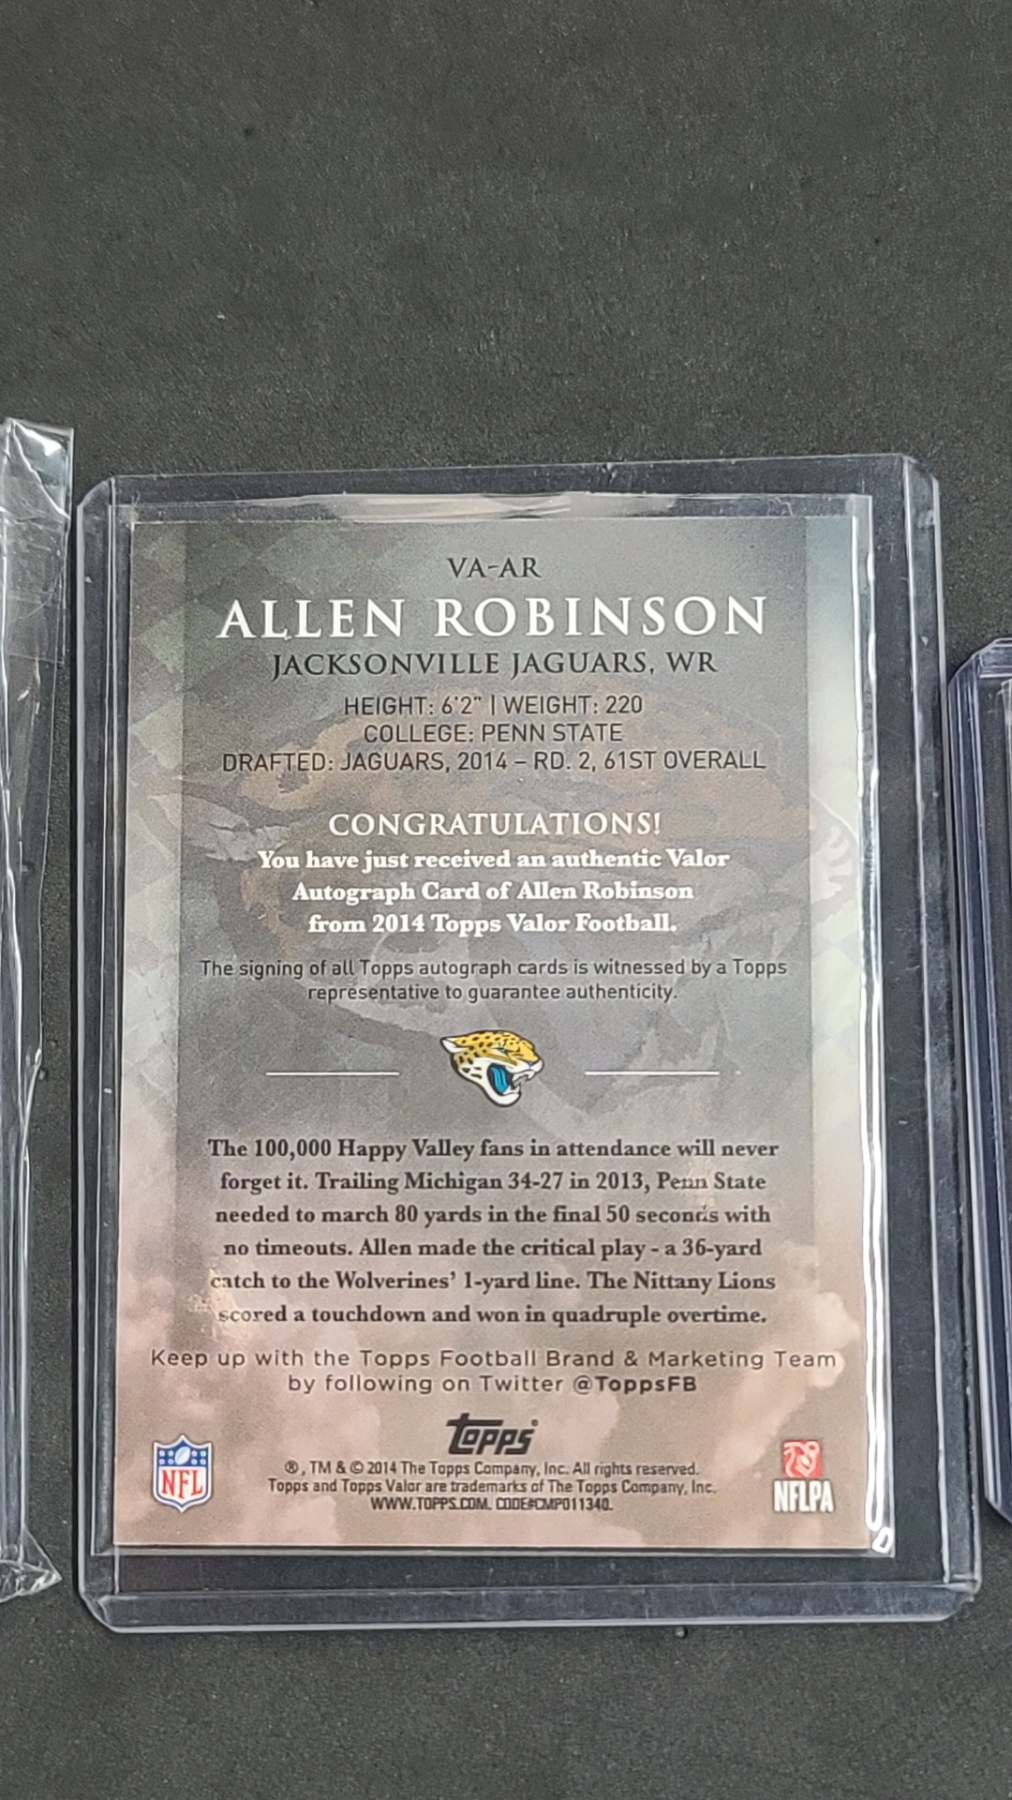 VA-AR
ALLEN ROBINSON
JACKSONVILLE JAGUARS, WR
HEIGHT: 6'2" | WEIGHT: 220
COLLEGE: PENN STATE
DRAFTED: JAGUARS, 2014 – RD. 2, 61ST OVERALL
CONGRATULATIONS!
You have just received an authentic Valor
Autograph Card of Allen Robinson
from 2014 Topps Valor Football.
The signing of all Topps autograph cards is witnessed by a Topps
representative to guarantee authenticity.
The 100,000 Happy Valley fans in attendance will never
forget it. Trailing Michigan 34-27 in 2013, Penn State
needed to march 80 yards in the final 50 seconds with
no timeouts. Allen made the critical play - a 36-yard
catch to the Wolverines' 1-yard line. The Nittany Lions
scored a touchdown and won in quadruple overtime.
Keep up with the Topps Football Brand & Marketing Team
by following on Twitter @ToppsFB
topps
®, TM & © 2014 The Topps Company, Inc. All rights reserved.
Topps and Topps Valor are trademarks of The Topps Company, Inc.
WWW.TOPPS.COM. CODE#CMP011340.
NFL
NFLPA